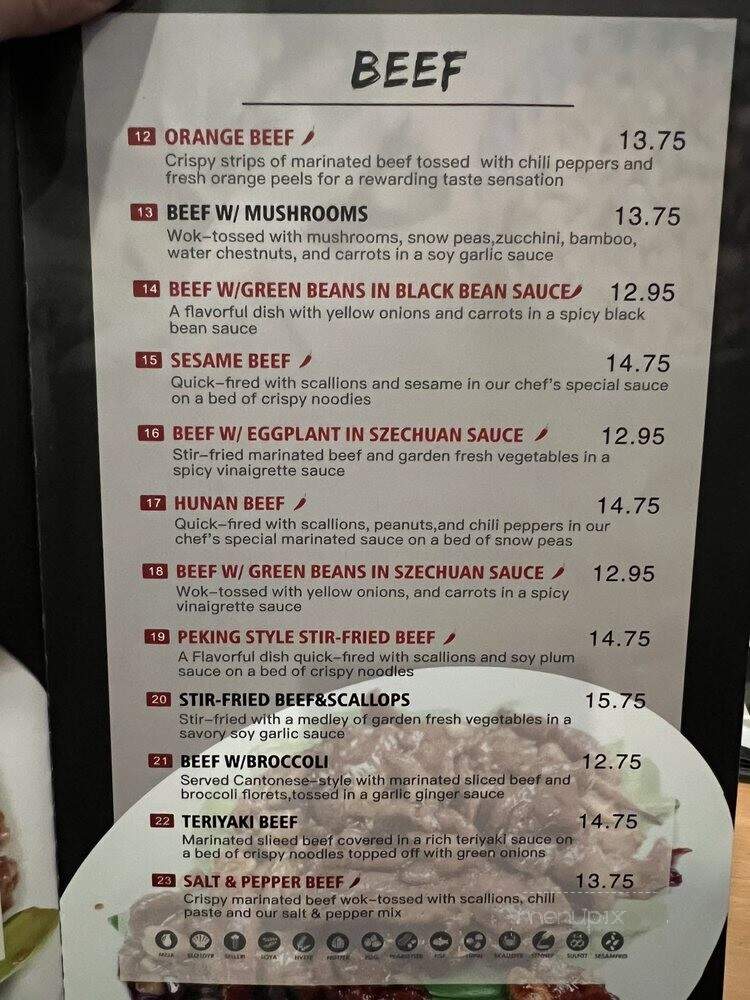 BEEF
12 ORANGE BEEF 13.75
Crispy strips of marinated beef tossed with chili peppers and
fresh orange peels for a rewarding taste sensation
13 BEEF W/ MUSHROOMS 13.75
Wok-tossed with mushrooms, snow peas,zucchini, bamboo,
water chestnuts, and carrots in a soy garlic sauce
14 BEEF W/GREEN BEANS IN BLACK BEAN SAUCE 12.95
A flavorful dish with yellow onions and carrots in a spicy black
bean sauce
15 SESAME BEEF 14.75
Quick-fired with scallions and sesame in our chef's special sauce
on a bed of crispy noodies
16 BEEF W/ EGGPLANT IN SZECHUAN SAUCE 12.95
Stir-fried marinated beef and garden fresh vegetables in a
spicy vinaigrette sauce
17 HUNAN BEEF 14.75
Quick-fired with scallions, peanuts,and chili peppers in our
chef's special marinated sauce on a bed of snow peas
18 BEEF W/ GREEN BEANS IN SZECHUAN SAUCE 12.95
Wok-tossed with yellow onions, and carrots in a spicy
vinaigrette sauce
19 PEKING STYLE STIR-FRIED BEEF 14.75
A Flavorful dish quick-fired with scallions and soy plum
sauce on a bed of crispy noodles
20 STIR-FRIED BEEF&SCALLOPS 15.75
Stir-fried with a medley of garden fresh vegetables in a
savory soy garlic sauce
21 BEEF W/BROCCOLI 12.75
Served Cantonese-style with marinated sliced beef and
broccoli florets,tossed in a garlic ginger sauce
22 TERIYAKI BEEF 14.75
Marinated slieed beef covered in a rich teriyaki sauce on
a bed of orispy noodles topped off with green onions
23 SALT & PEPPER BEEF 13.75
Crispy marinated beef wok-tossed with scallions, chili
paste and our salt & pepper mix
menupix